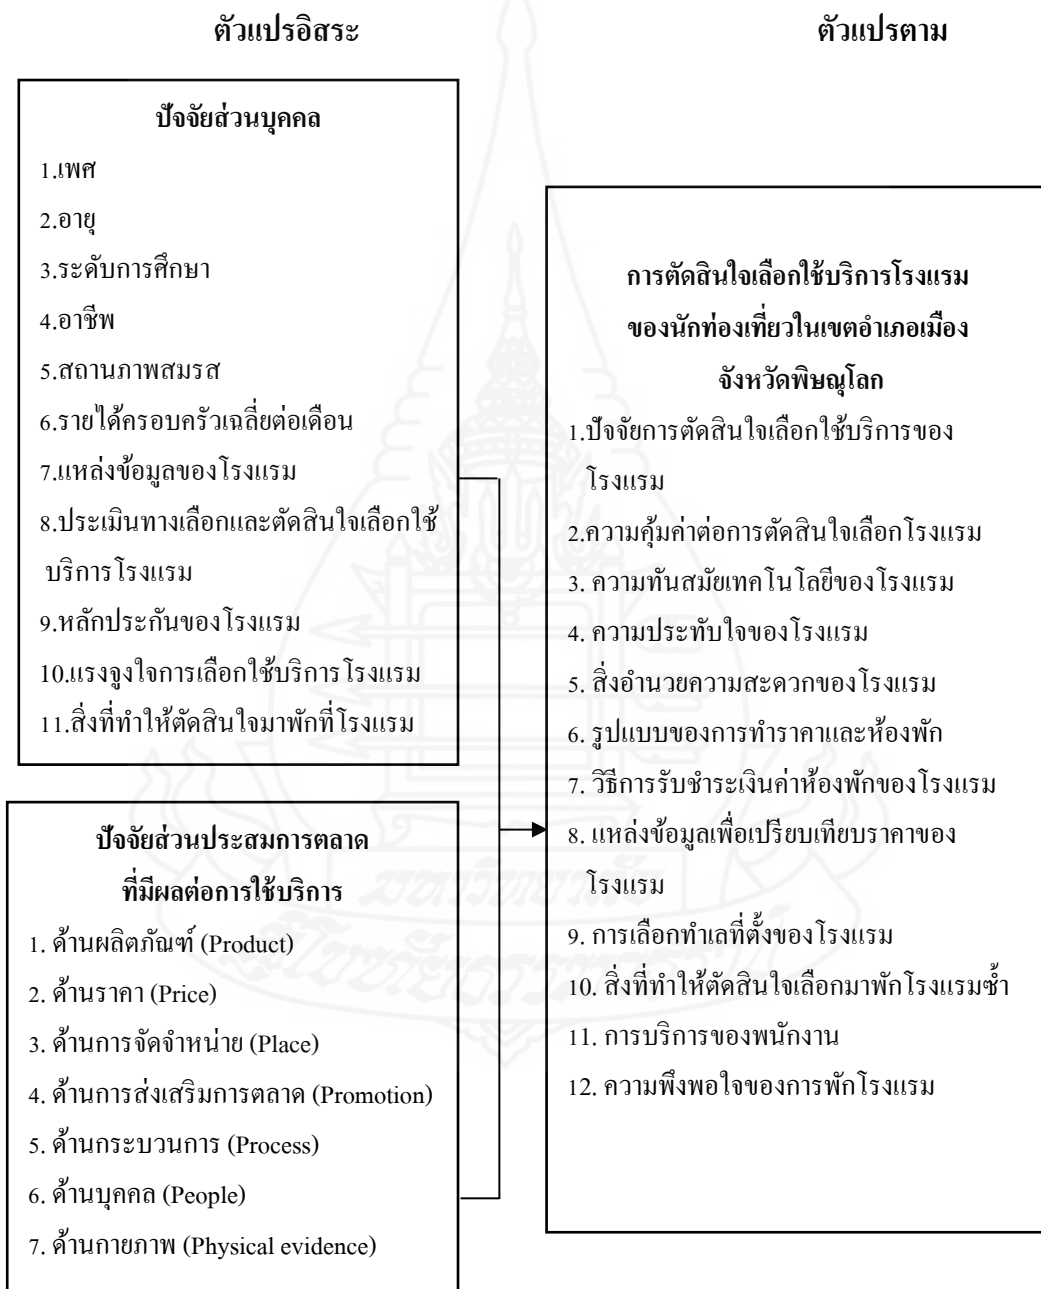 ตัวแปรอิสระ
ตัวแปรตาม
ปัจจัยส่วนบุคคล
1.เพศ
2.อายุ
3.ระดับการศึกษา
4.อาชีพ
5.สถานภาพสมรส
6.รายได้ครอบครัวเฉลี่ยต่อเดือน
7.แหล่งข้อมูลของโรงแรม
8.ประเมินทางเลือกและตัดสินใจเลือกใช้
บริการโรงแรม
9.หลักประกันของโรงแรม
10.แรงจูงใจการเลือกใช้บริการโรงแรม
11.สิ่งที่ทำให้ตัดสินใจมาพักที่โรงแรม
ปัจจัยส่วนประสมการตลาด
ที่มีผลต่อการใช้บริการ
1. ด้านผลิตภัณฑ์ (Product)
2. ด้านราคา (Price)
3. ด้านการจัดจำหน่าย (Place)
4. ด้านการส่งเสริมการตลาด (Promotion)
5. ด้านกระบวนการ (Process)
6. ด้านบุคคล (People)
7. ด้านกายภาพ (Physical evidence)
การตัดสินใจเลือกใช้บริการโรงแรม
ของนักท่องเที่ยวในเขตอำเภอเมือง
จังหวัดพิษณุโลก
1.ปัจจัยการตัดสินใจเลือกใช้บริการของ
โรงแรม
2.ความคุ้มค่าต่อการตัดสินใจเลือกโรงแรม
3. ความทันสมัยเทคโนโลยีของโรงแรม
4. ความประทับใจของโรงแรม
5. สิ่งอำนวยความสะดวกของโรงแรม
6. รูปแบบของการทำราคาและห้องพัก
7. วิธีการรับชำระเงินค่าห้องพักของโรงแรม
8. แหล่งข้อมูลเพื่อเปรียบเทียบราคาของ
โรงแรม
9. การเลือกทำเลที่ตั้งของโรงแรม
10. สิ่งที่ทำให้ตัดสินใจเลือกมาพักโรงแรมซ้ำ
11. การบริการของพนักงาน
12. ความพึงพอใจของการพักโรงแรม